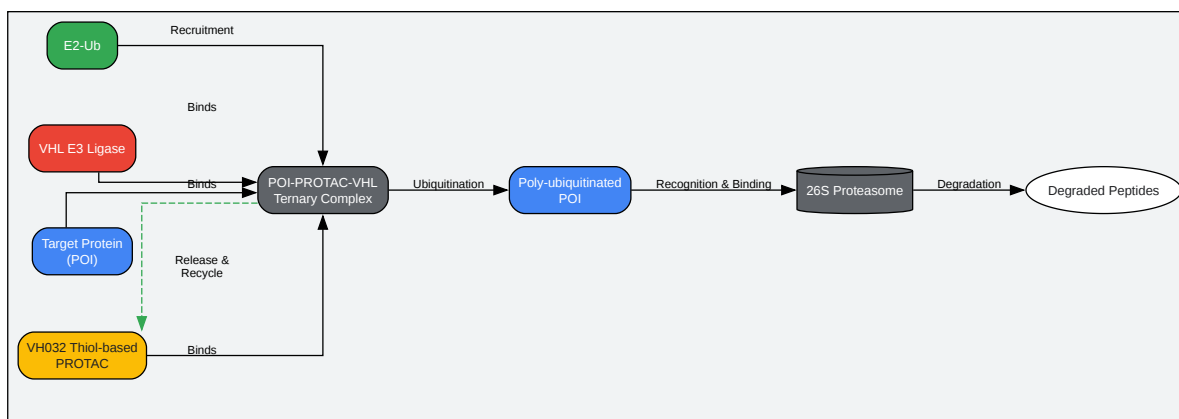 E2-Ub
Recruitment
Binds
VHL E3 Ligase
Binds
POI-PROTAC-VHL
Ternary Complex
Ubiquitination
Poly-ubiquitinated
POI
Recognition & Binding
26S Proteasome
Degradation
Degraded Peptides
Target Protein
(POI)
Release &
Recycle
VH032 Thiol-based
PROTAC
Binds